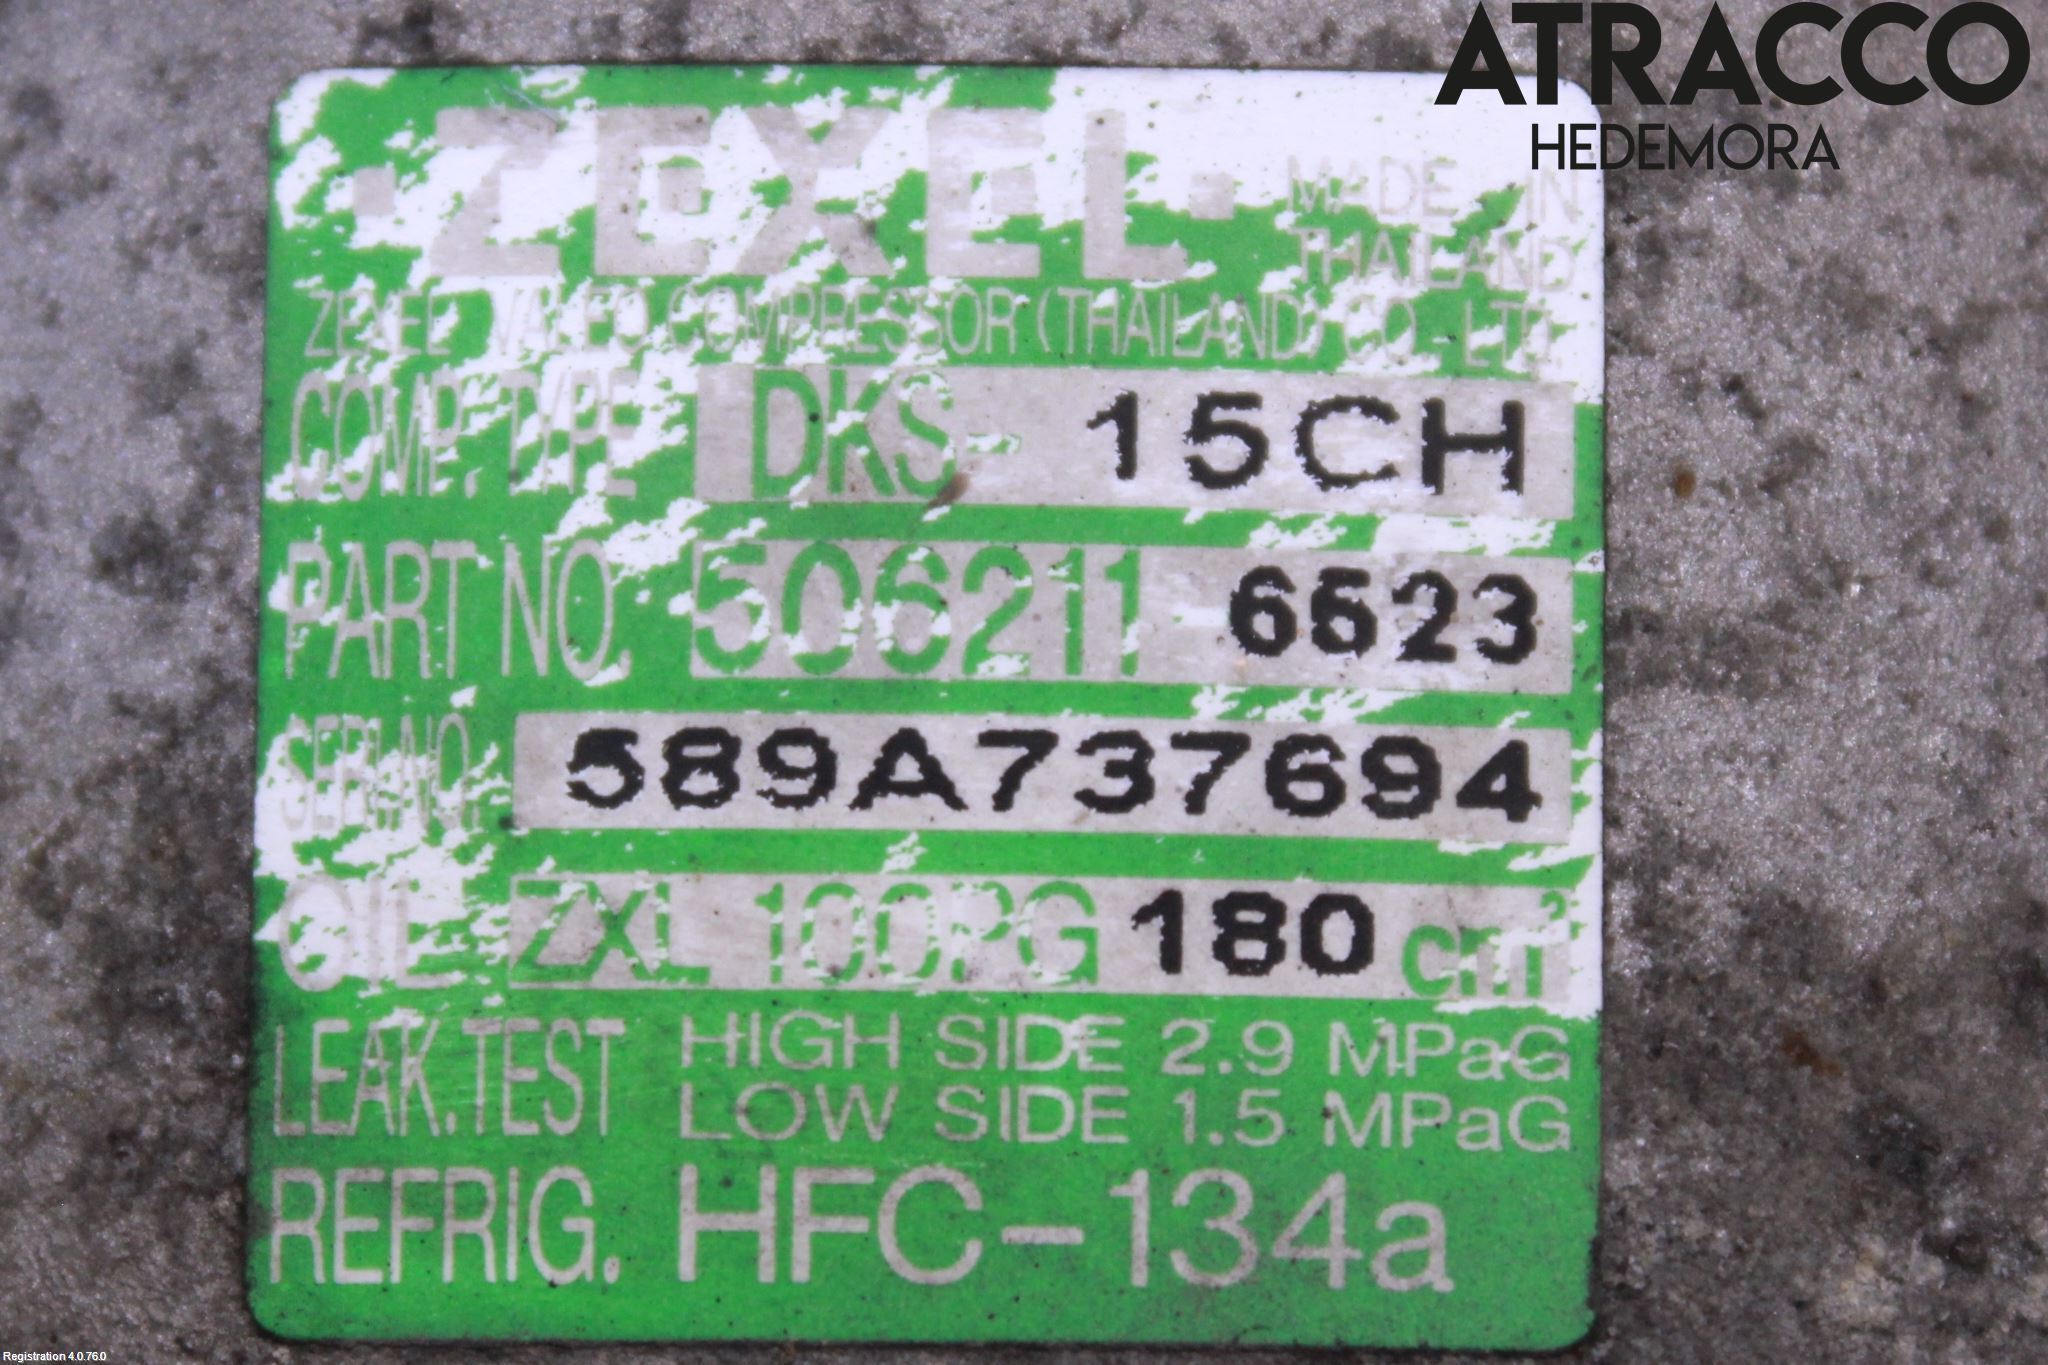 ATRACCO
HEDEMORA
·ZEXEL· MADE IN
THAILAND
ZEXEL VALEO COMPRESSOR (THAILAND) CO., LTD.
COMP. TYPE DKS- 15CH
PART NO. 506211-6523
SERI.NO. 589A737694
OIL ZXL 100PG 180 cm³
LEAK.TEST HIGH SIDE 2.9 MPaG
LOW SIDE 1.5 MPaG
REFRIG. HFC-134a
Registration 4.0.76.0